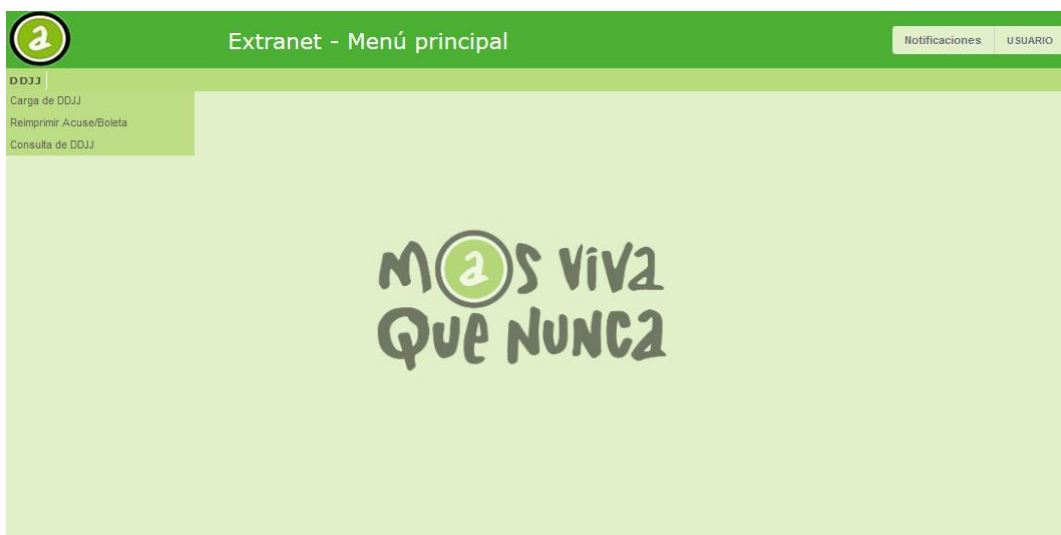 a
Extranet - Menú principal
Notificaciones USUARIO
DDJJ
Carga de DDJJ
Reimprimir Acuse/Boleta
Consulta de DDJJ
mas viva
que nunca